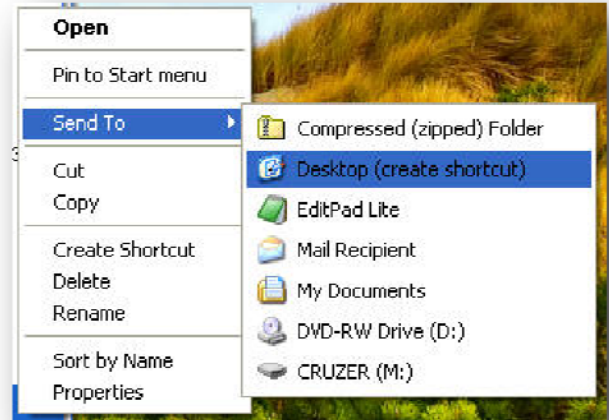 Open
Pin to Start menu
Send To
Cut
Copy
Create Shortcut
Delete
Rename
Sort by Name
Properties
Compressed (zipped) Folder
Desktop (create shortcut)
EditPad Lite
Mail Recipient
My Documents
DVD-RW Drive (D:)
CRUZER (M:)